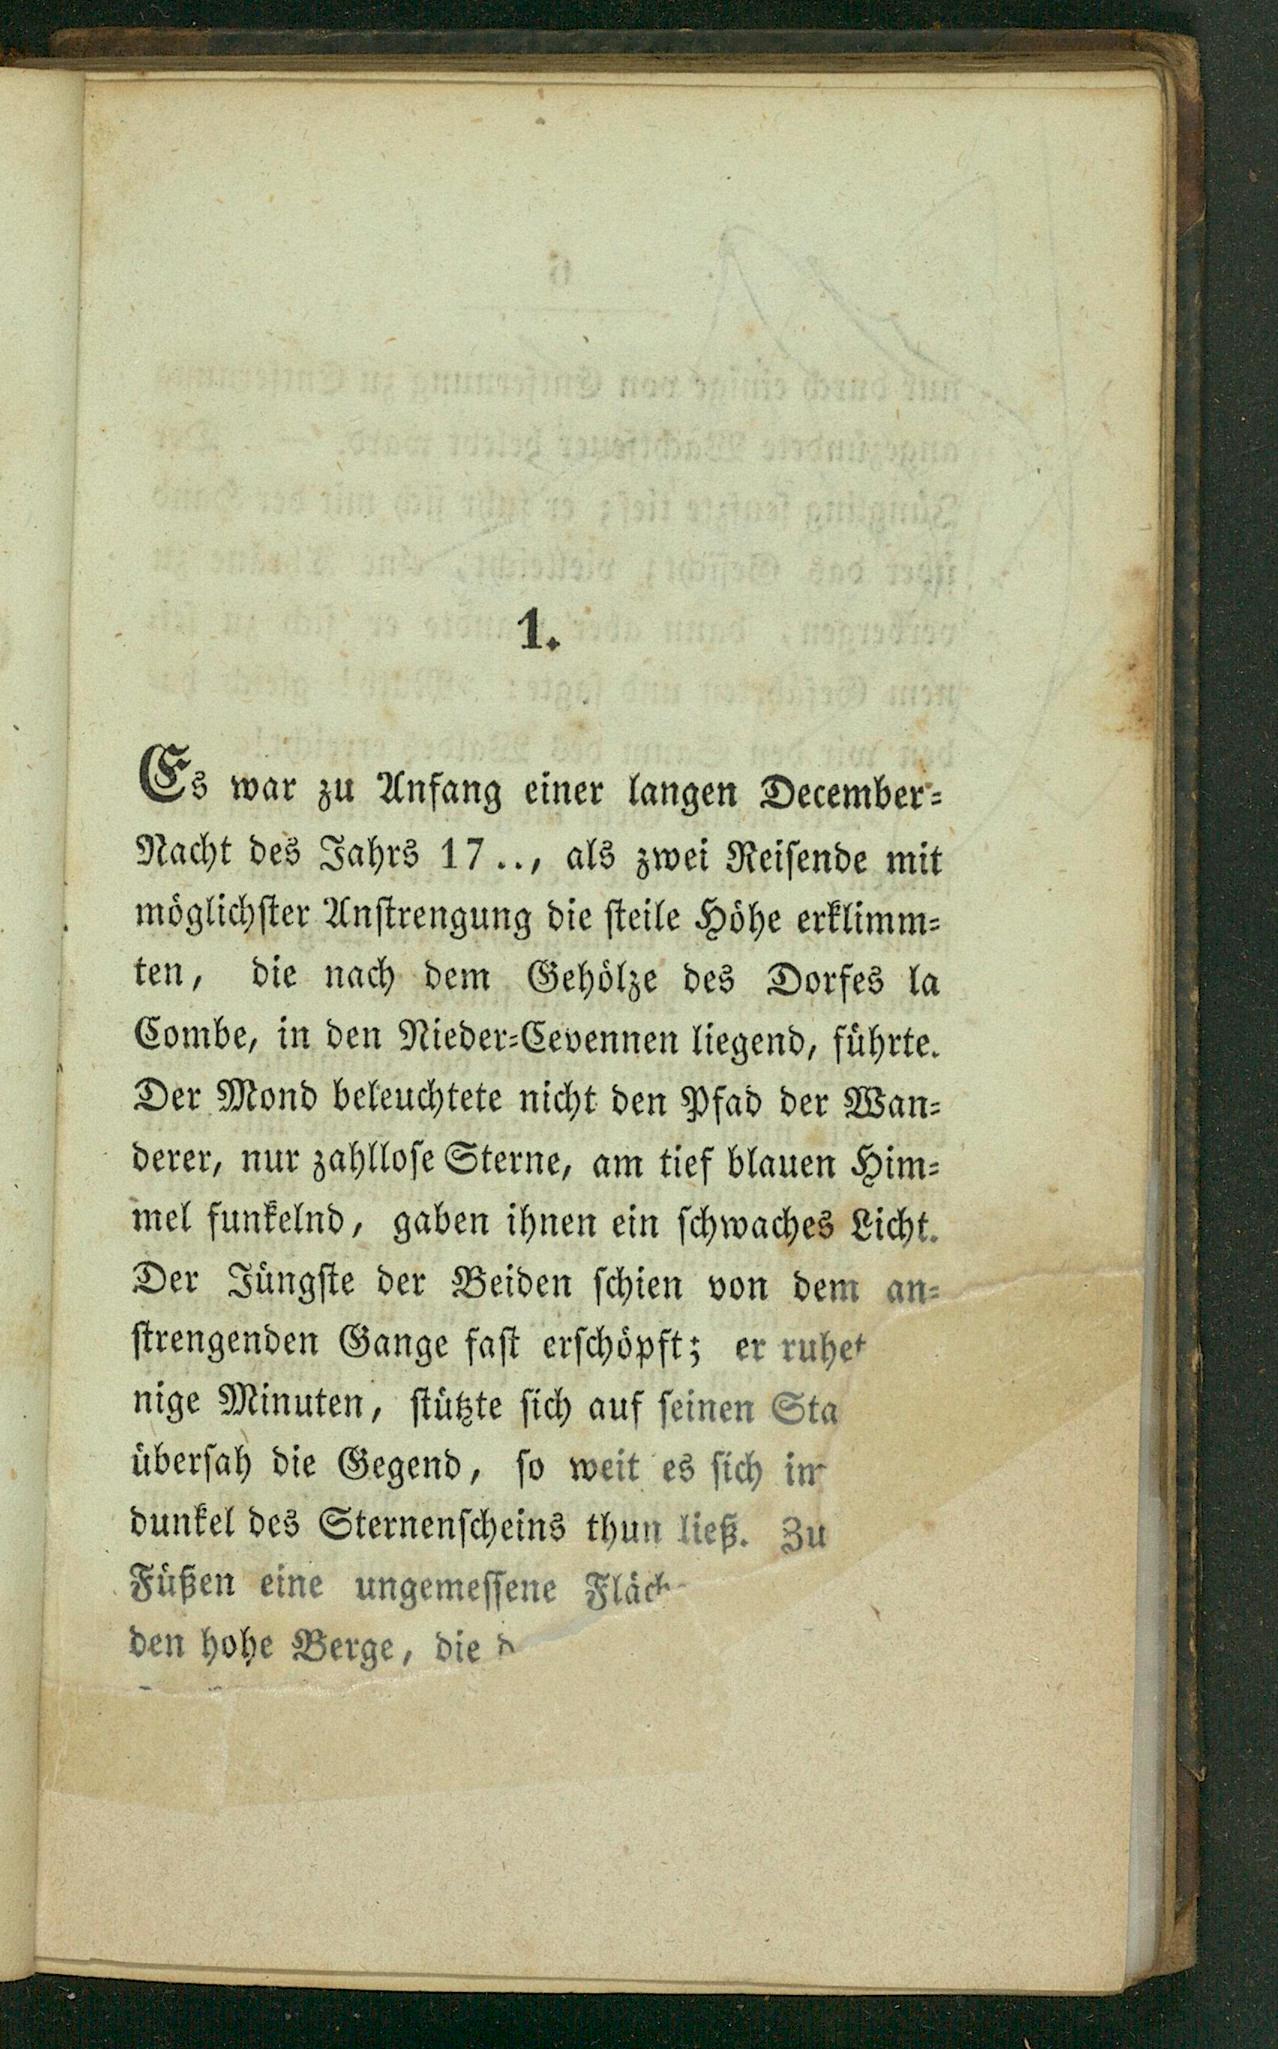 1.
Es war zu Anfang einer langen December=
Nacht des Jahrs 17.., als zwei Reisende mit
möglichster Anstrengung die steile Höhe erklimm=
ten, die nach dem Gehölze des Dorfes la
Combe, in den Nieder=Cevennen liegend, führte.
Der Mond beleuchtete nicht den Pfad der Wan=
derer, nur zahllose Sterne, am tief blauen Him=
mel funkelnd, gaben ihnen ein schwaches Licht.
Der Jüngste der Beiden schien von dem an=
strengenden Gange fast erschöpft; er
nige Minuten, stützte sich auf seinen
übersah die Gegend, so weit es sich
dunkel des Sternenscheins thun ließ. Zu
Füßen eine ungemessene
den hohe Berge, die